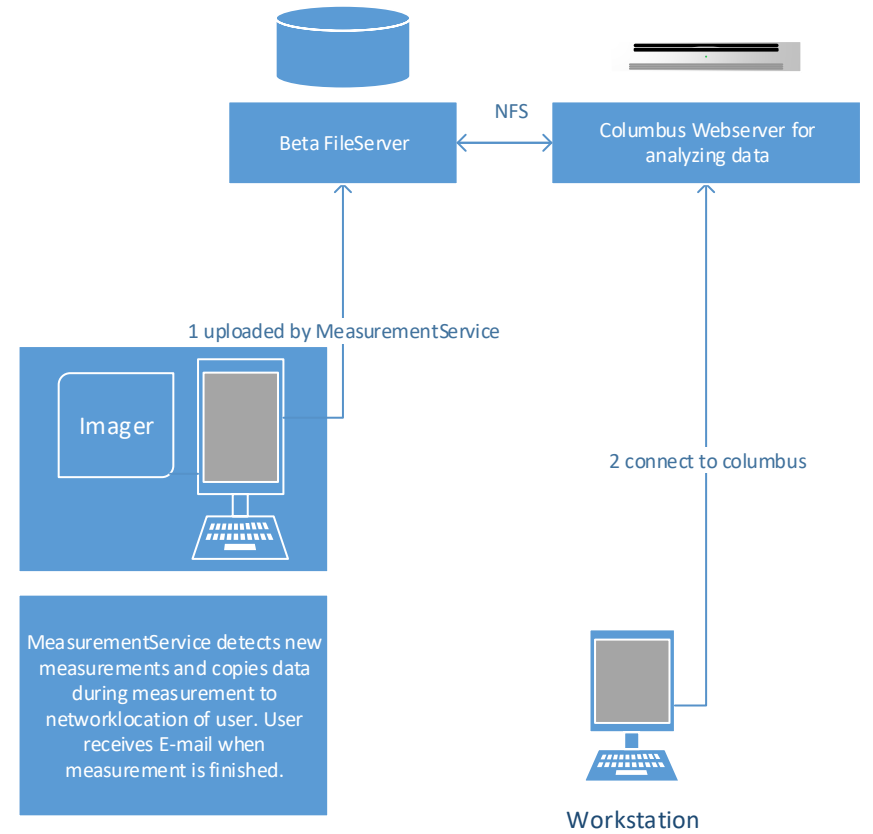 Beta FileServer
NFS
Columbus Webserver for
analyzing data
1 uploaded by MeasurementService
Imager
2 connect to columbus
MeasurementService detects new
measurements and copies data
during measurement to
networklocation of user. User
receives E-mail when
measurement is finished.
Workstation